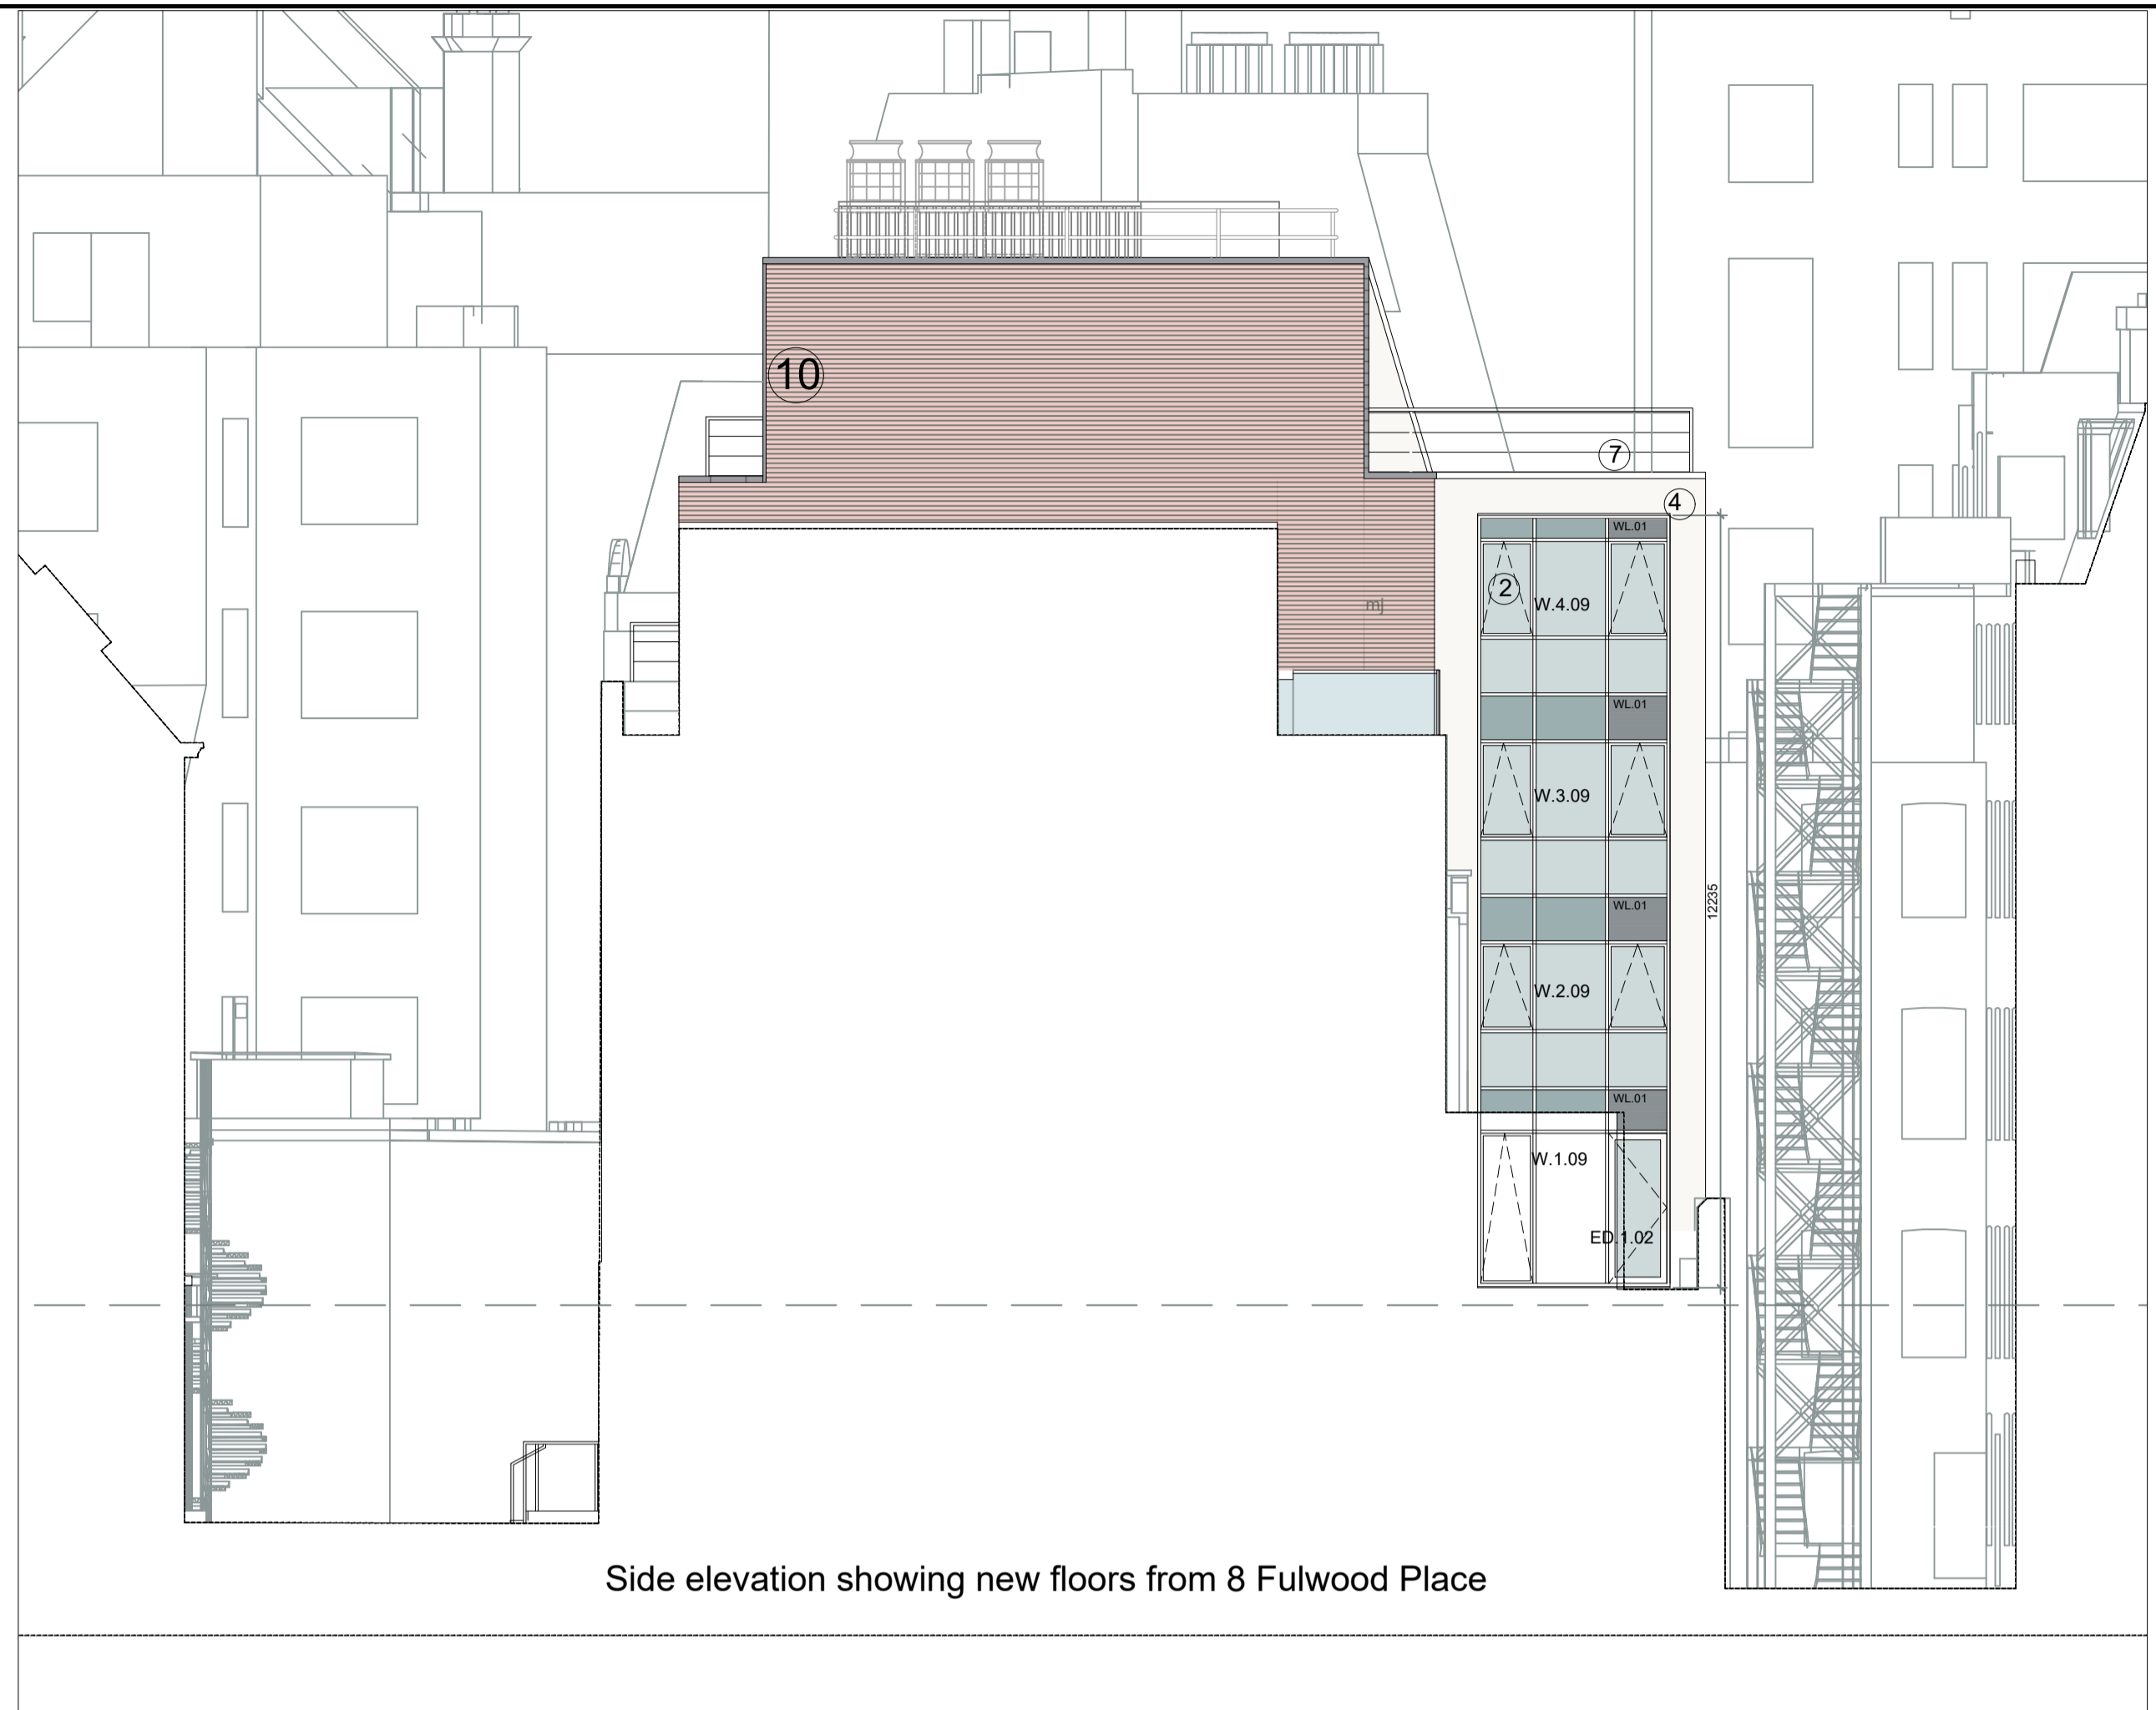 10
7
4
WL.01
2
W.4.09
mj
WL.01
W.3.09
12235
WL.01
W.2.09
WL.01
W.1.09
ED.1.02
Side elevation showing new floors from 8 Fulwood Place